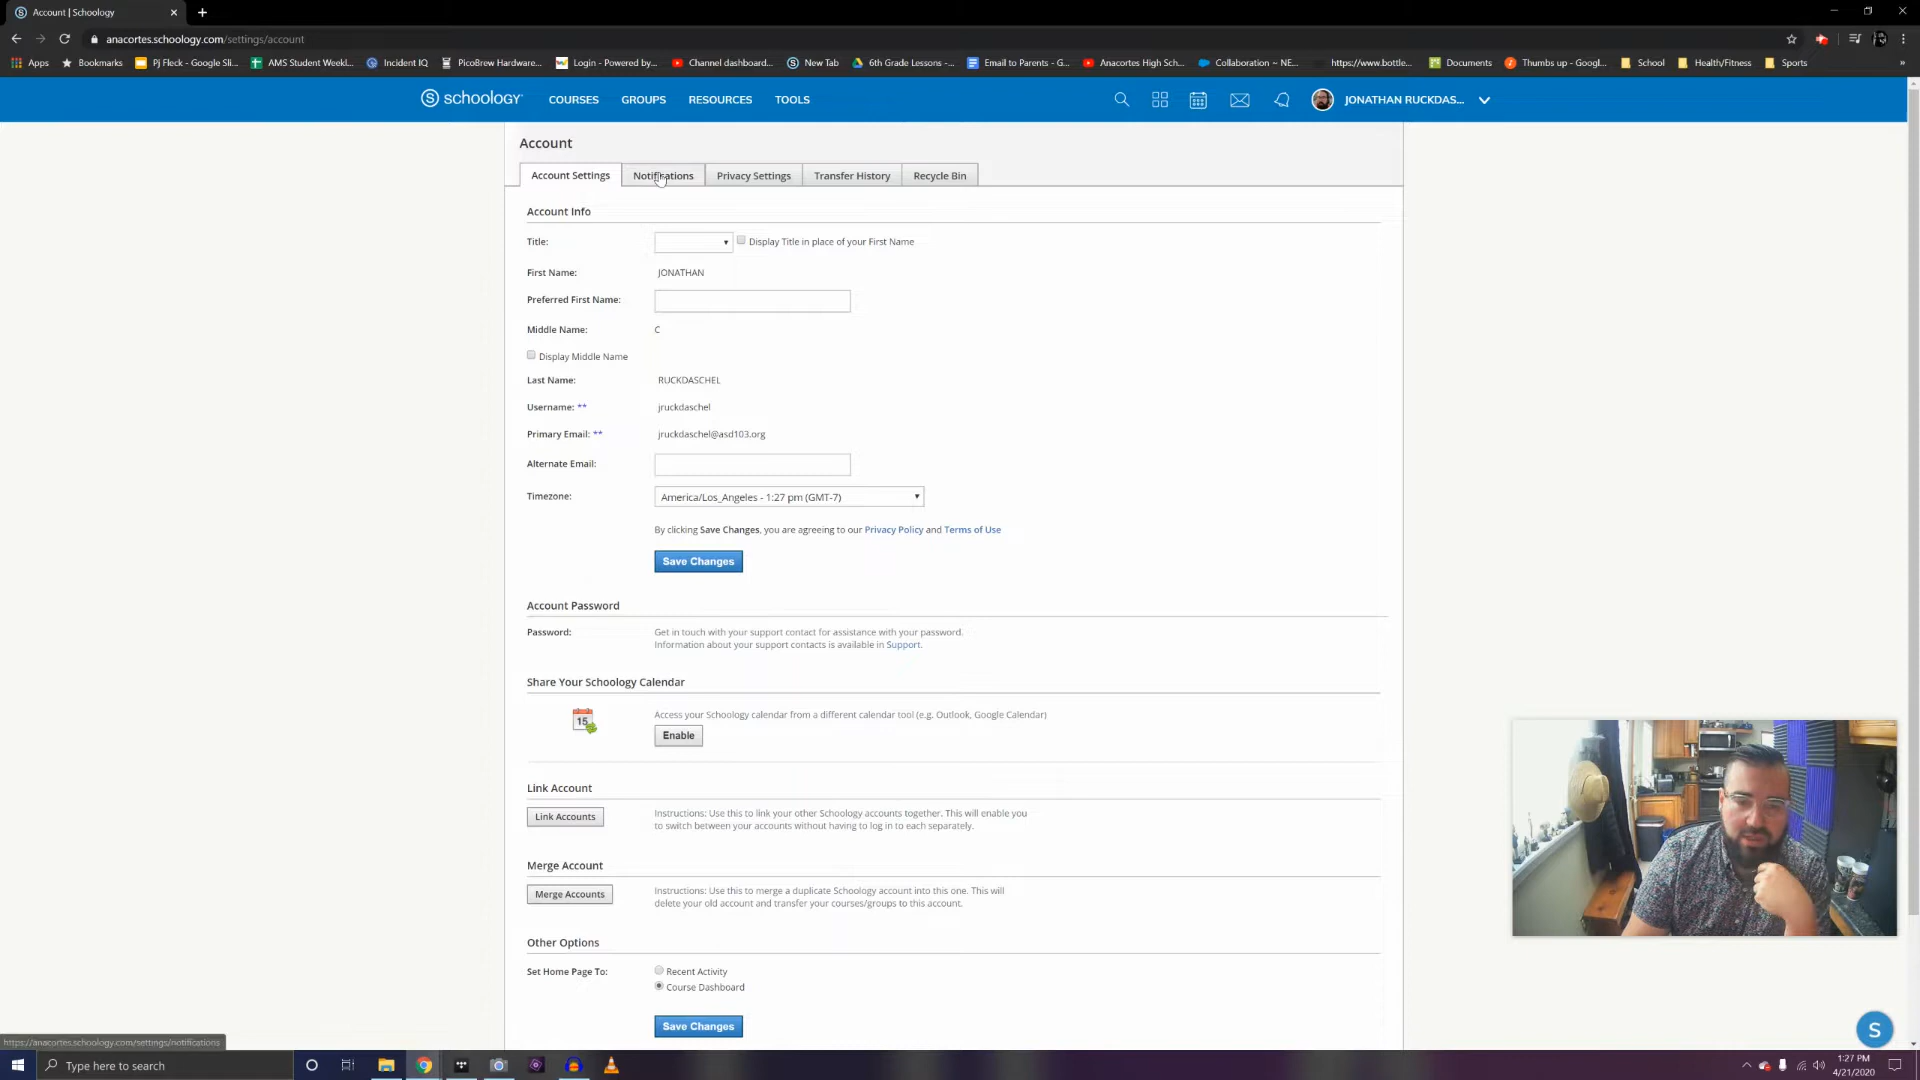 Account | Schoology
anacortes.schoology.com/settings/account
Apps Bookmarks Pj Fleck - Google Sli... AMS Student Weekl... Incident IQ PicoBrew Hardware... Login - Powered by... Channel dashboard... New Tab 6th Grade Lessons -... Email to Parents - G... Anacortes High Sch... Collaboration ~ NE... https://www.bottle... Documents Thumbs up - Googl... School Health/Fitness Sports
schoology COURSES GROUPS RESOURCES TOOLS JONATHAN RUCKDAS...
Account
Account Settings Notifications Privacy Settings Transfer History Recycle Bin
Account Info
Title: Display Title in place of your First Name
First Name: JONATHAN
Preferred First Name:
Middle Name: C
Display Middle Name
Last Name: RUCKDASCHEL
Username: ** jruckdaschel
Primary Email: ** jruckdaschel@asd103.org
Alternate Email:
Timezone: America/Los_Angeles - 1:27 pm (GMT-7)
By clicking Save Changes, you are agreeing to our Privacy Policy and Terms of Use
Save Changes
Account Password
Password: Get in touch with your support contact for assistance with your password.
Information about your support contacts is available in Support.
Share Your Schoology Calendar
15 Access your Schoology calendar from a different calendar tool (e.g. Outlook, Google Calendar)
Enable
Link Account
Link Accounts Instructions: Use this to link your other Schoology accounts together. This will enable you
to switch between your accounts without having to log in to each separately.
Merge Account
Merge Accounts Instructions: Use this to merge a duplicate Schoology account into this one. This will
delete your old account and transfer your courses/groups to this account.
Other Options
Set Home Page To: Recent Activity
Course Dashboard
Save Changes
S
https://anacortes.schoology.com/settings/notifications
Type here to search
1:27 PM
4/21/2020